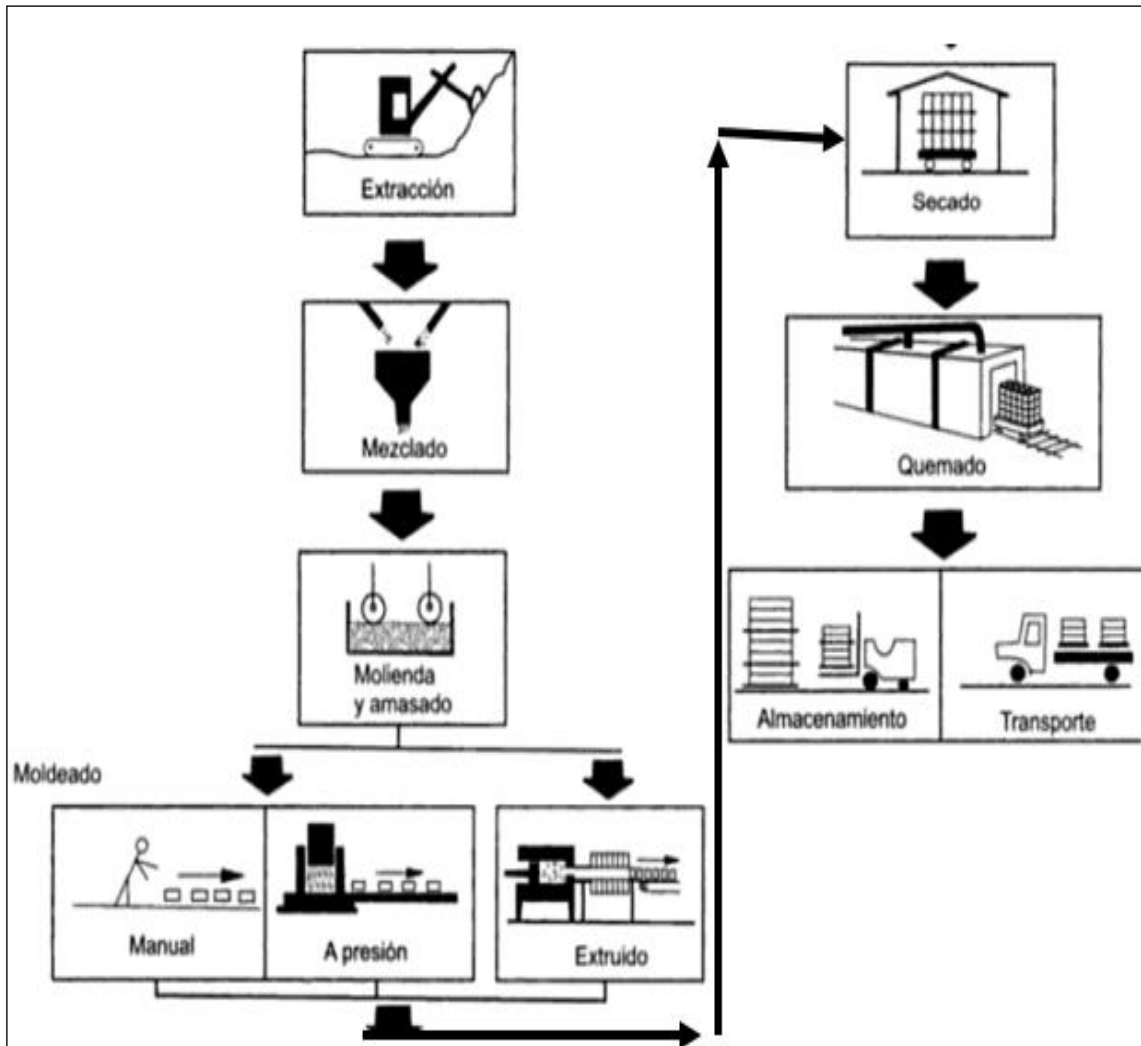 Extracción
Mezclado
Molienda
y amasado
Moldeado
Manual
A presión
Extruido
Secado
Quemado
Almacenamiento
Transporte